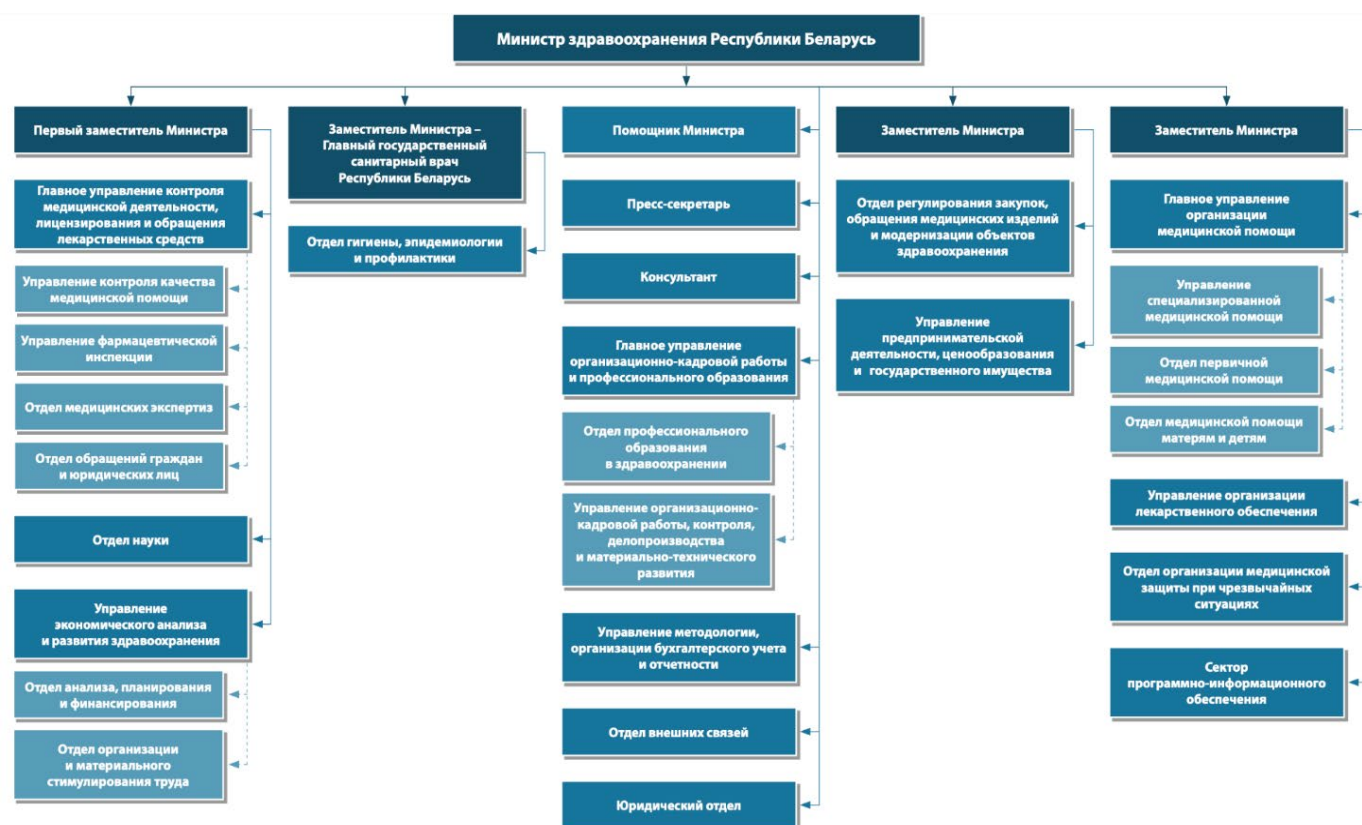 Министр здравоохранения Республики Беларусь
Первый заместитель Министра
Главное управление контроля
медицинской деятельности,
лицензирования и обращения
лекарственных средств
Управление контроля качества
медицинской помощи
Управление фармацевтической
инспекции
Отдел медицинских экспертиз
Отдел обращений граждан
и юридических лиц
Отдел науки
Управление
экономического анализа
и развития здравоохранения
Отдел анализа, планирования
и финансирования
Отдел организации
и материального
стимулирования труда
Заместитель Министра –
Главный государственный
санитарный врач
Республики Беларусь
Отдел гигиены, эпидемиологии
и профилактики
Помощник Министра
Пресс-секретарь
Консультант
Главное управление
организационно-кадровой работы
и профессионального образования
Отдел профессионального
образования
в здравоохранении
Управление организационно-
кадровой работы, контроля,
делопроизводства
и материально-технического
развития
Управление методологии,
организации бухгалтерского учета
и отчетности
Отдел внешних связей
Юридический отдел
Заместитель Министра
Отдел регулирования закупок,
обращения медицинских изделий
и модернизации объектов
здравоохранения
Управление
предпринимательской
деятельности, ценообразования
и государственного имущества
Заместитель Министра
Главное управление
организации
медицинской помощи
Управление
специализированной
медицинской помощи
Отдел первичной
медицинской помощи
Отдел медицинской помощи
матерям и детям
Управление организации
лекарственного обеспечения
Отдел организации медицинской
защиты при чрезвычайных
ситуациях
Сектор
программно-информационного
обеспечения